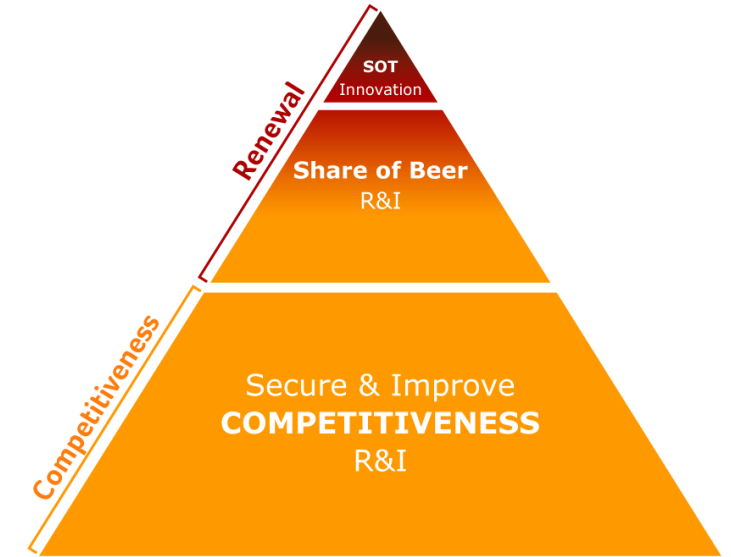 SOT
Innovation
Renewal
Share of Beer
R&I
Competitiveness
Secure & Improve
COMPETITIVENESS
R&I